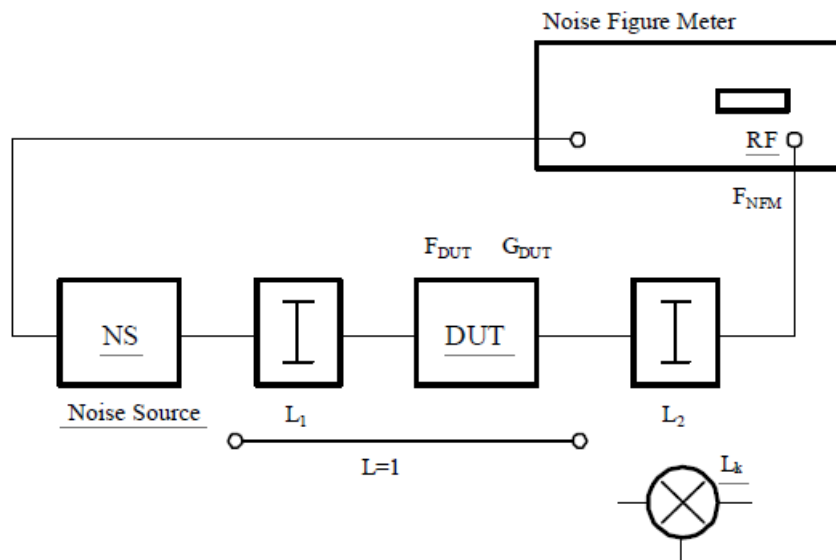 Noise Figure Meter
RF
F_NFM
F_DUT G_DUT
NS
DUT
Noise Source
L_1
L_2
L=1
L_k